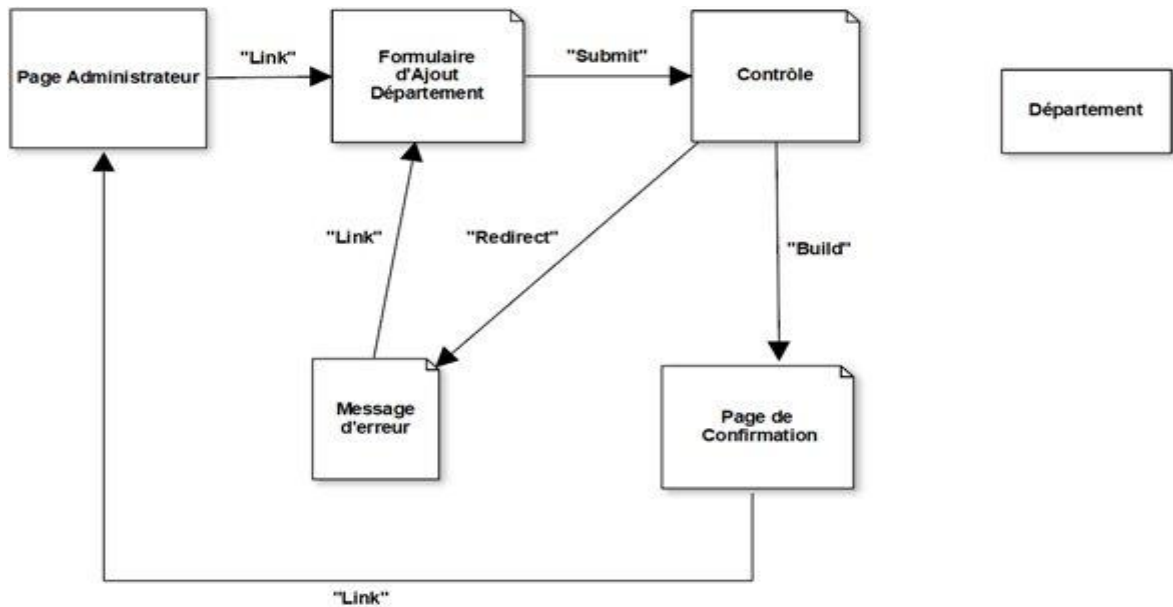 Page Administrateur
"Link"
Formulaire
d'Ajout
Département
"Submit"
Contrôle
Département
"Link"
"Redirect"
"Build"
Message
d'erreur
Page de
Confirmation
"Link"